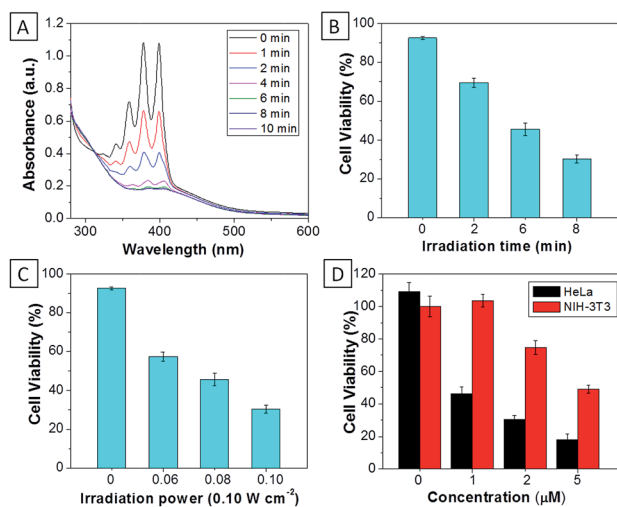 A
0 min
1 min
2 min
4 min
6 min
8 min
10 min
1.2
1.0
0.8
0.6
0.4
0.2
0.0
Absorbance (a.u.)
300
400
500
600
Wavelength (nm)
B
100
80
60
40
20
0
Cell Viability (%)
0
2
6
8
Irradiation time (min)
C
100
80
60
40
20
0
Cell Viability (%)
0
0.06
0.08
0.10
Irradiation power (0.10 W cm⁻²)
D
HeLa
NIH-3T3
120
100
80
60
40
20
0
Cell Viability (%)
0
1
2
5
Concentration (μM)